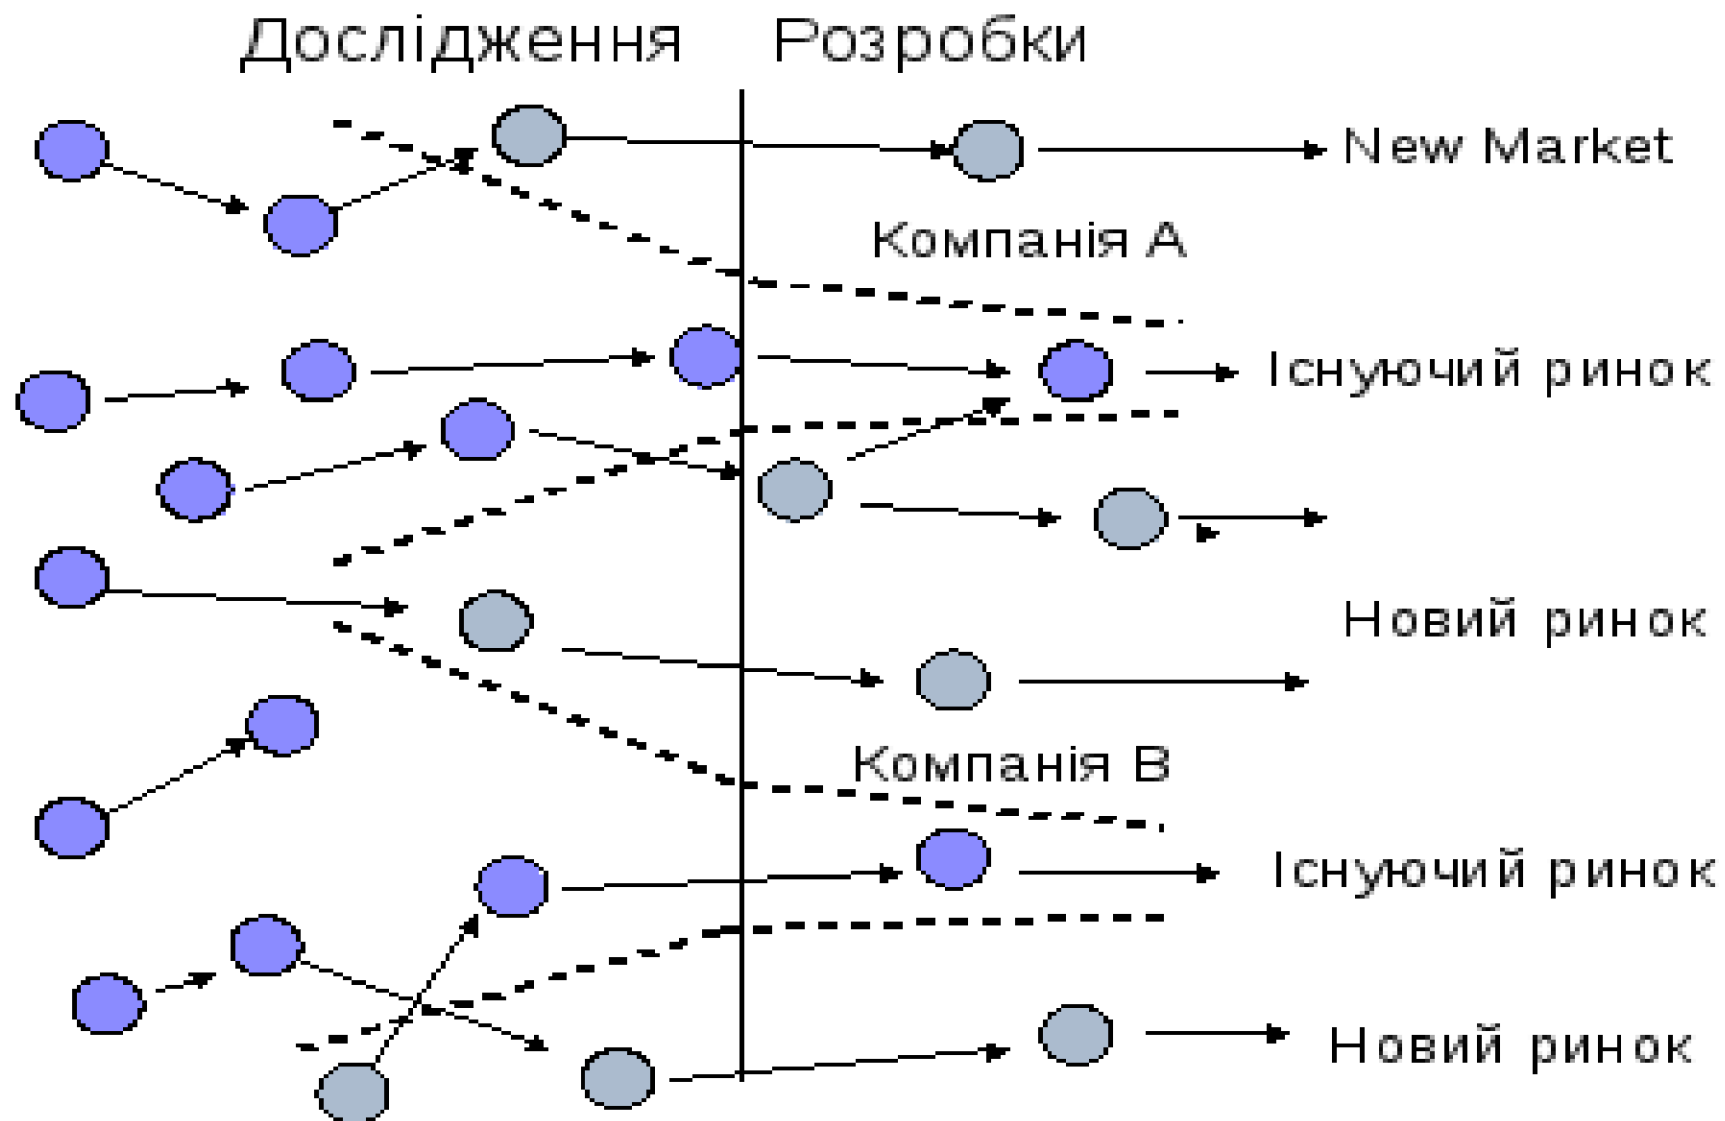 Дослідження Розробки
New Market
Компанія А
Існуючий ринок
Новий ринок
Компанія В
Існуючий ринок
Новий ринок